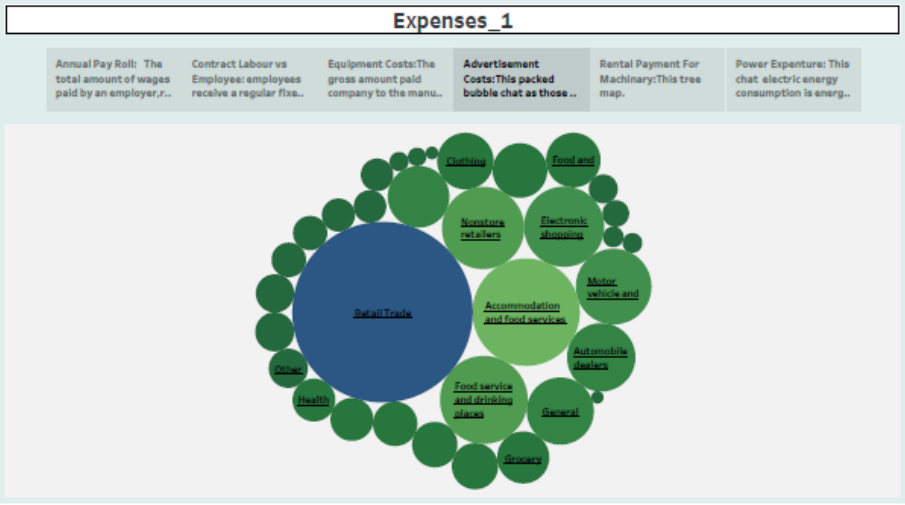 Expenses_1
Annual Pay Roll: The
total amount of wages
paid by an employer,r..
Contract Labour vs
Employee: employees
receive a regular fixe..
Equipment Costs:The
gross amount paid
company to the manu..
Advertisement
Costs:This packed
bubble chat as those ..
Rental Payment For
Machinary:This tree
map.
Power Expenture: This
chat electric energy
consumption is energ..
Clothing
Food and
Nonstore
retailers
Electronic
shopping
Motor
vehicle and
Retail Trade
Accommodation
and food services
Automobile
dealers
Other
Health
Food service
and drinking
places
General
Grocery